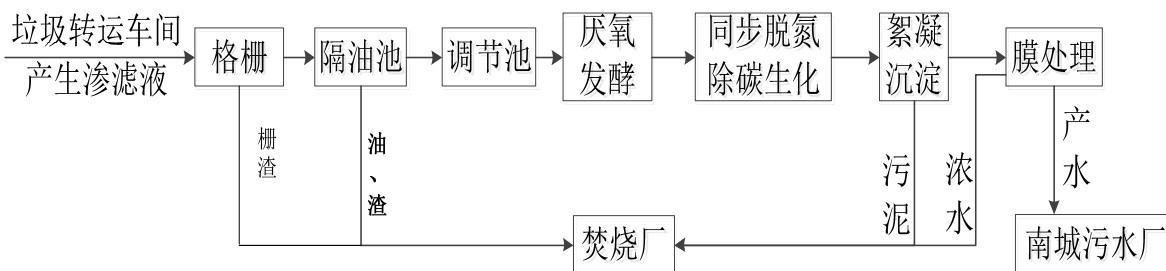 垃圾转运车间
产生渗滤液
格栅
隔油池
调节池
厌氧
发酵
同步脱氮
除碳生化
絮凝
沉淀
膜处理
栅渣
油、渣
污泥
浓水
产水
焚烧厂
南城污水厂